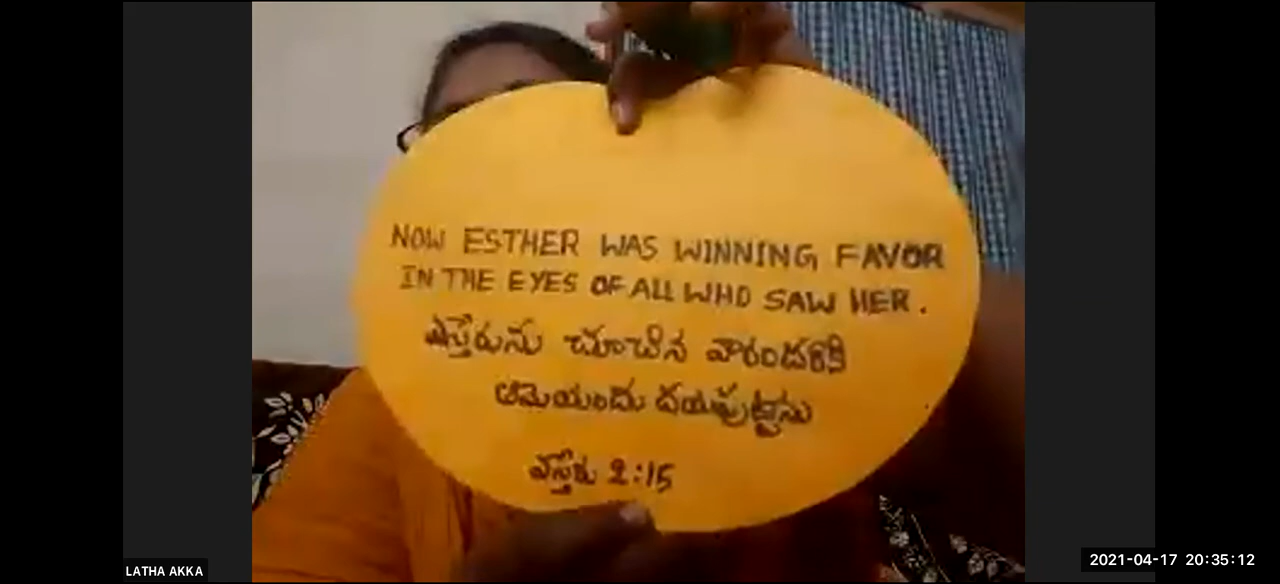 NOW ESTHER WAS WINNING FAVOR
IN THE EYES OF ALL WHO SAW HER.
ఎస్తేరును చూచిన వారందరికి
ఆమెయందు దయపుట్టెను
ఎస్తేరు 2:15
LATHA AKKA
2021-04-17 20:35:12